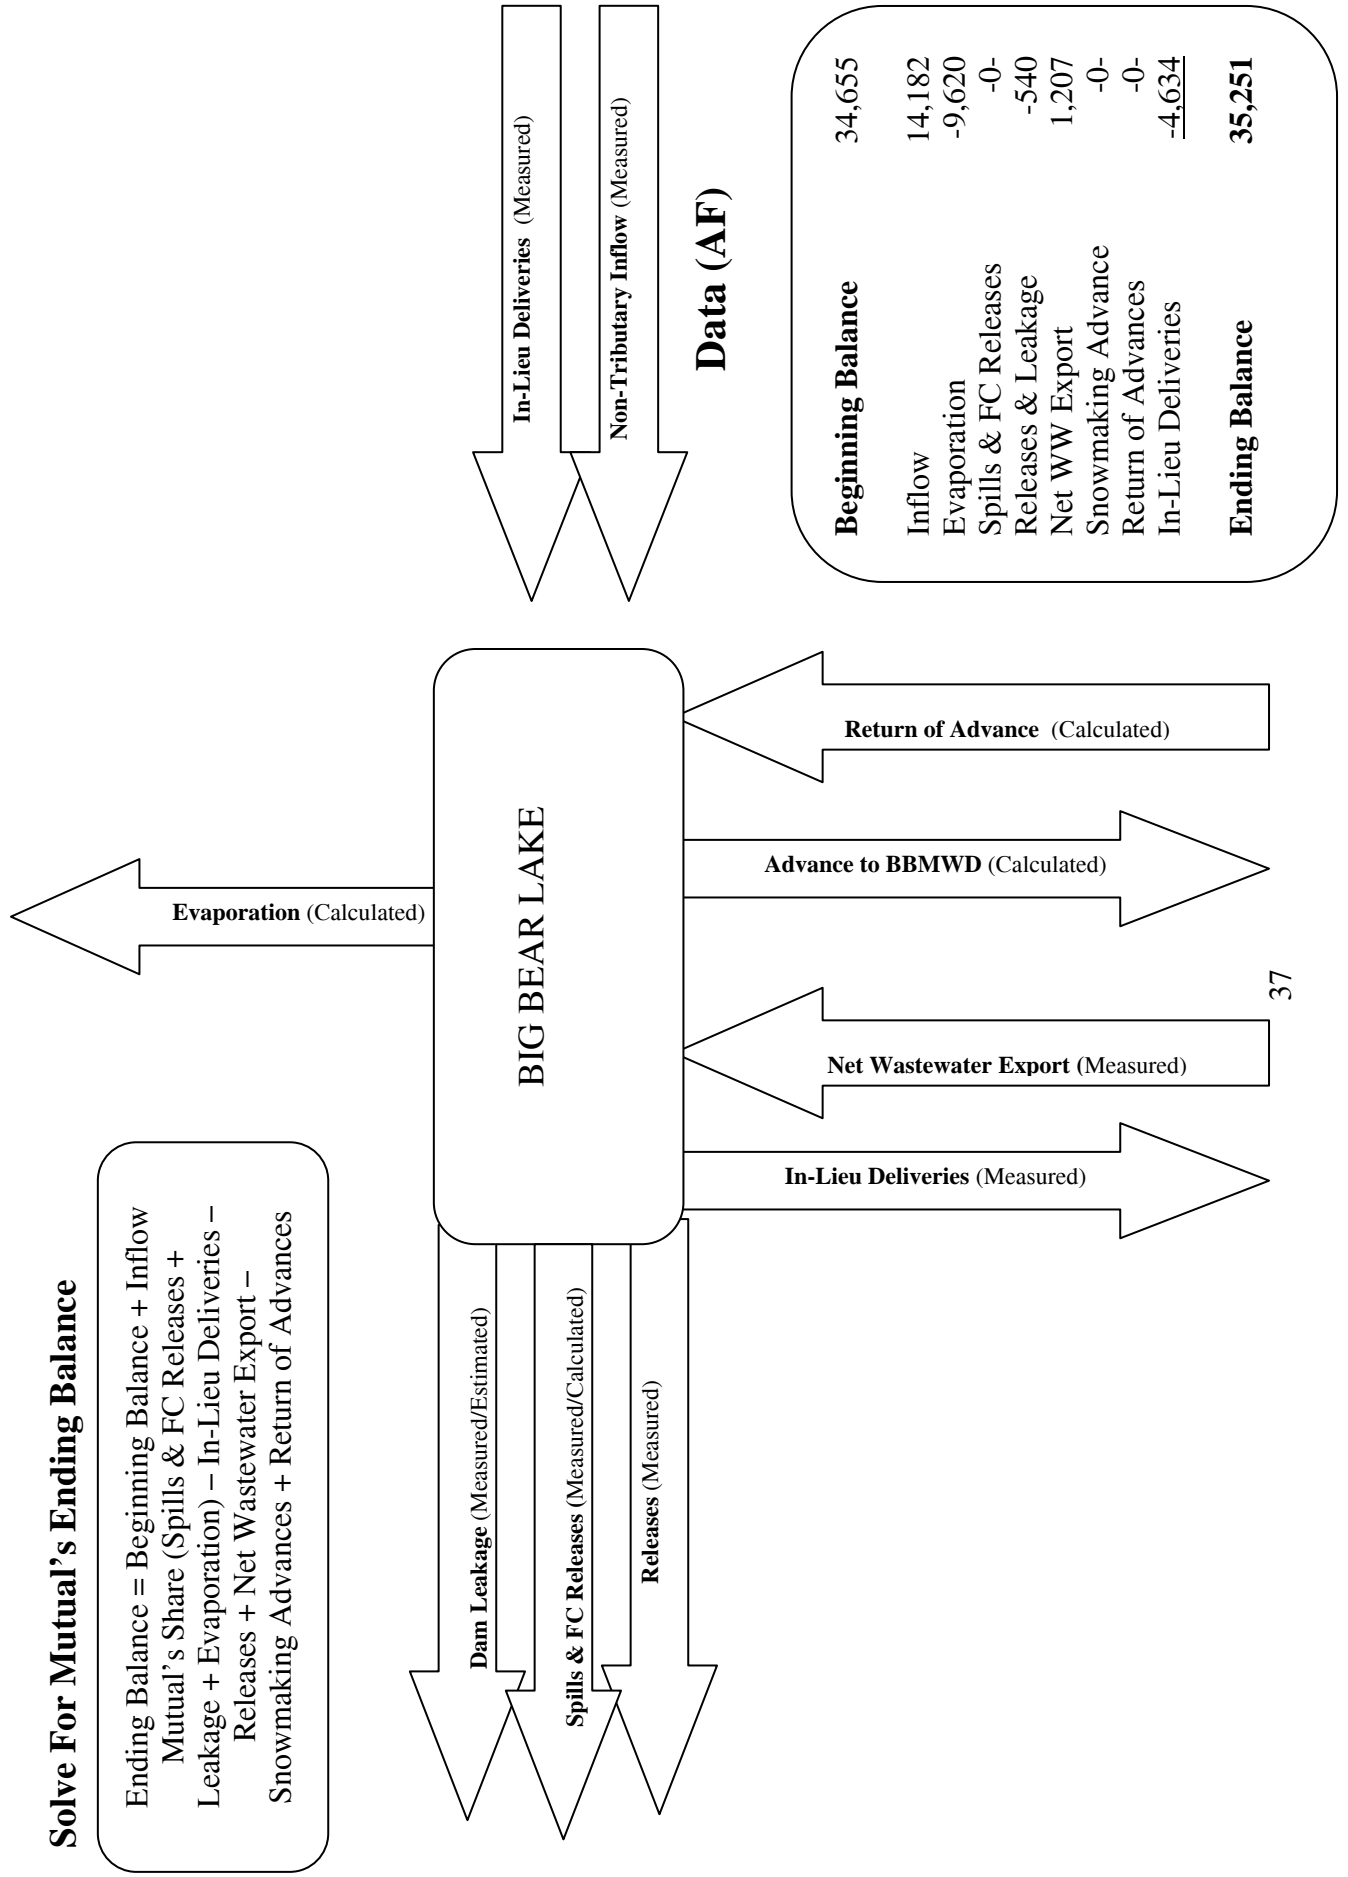 Solve For Mutual's Ending Balance
Ending Balance = Beginning Balance + Inflow
Mutual's Share (Spills & FC Releases +
Leakage + Evaporation) – In-Lieu Deliveries –
Releases + Net Wastewater Export –
Snowmaking Advances + Return of Advances
Evaporation (Calculated)
Dam Leakage (Measured/Estimated)
Spills & FC Releases (Measured/Calculated)
Releases (Measured)
BIG BEAR LAKE
In-Lieu Deliveries (Measured)
Non-Tributary Inflow (Measured)
In-Lieu Deliveries (Measured)
Net Wastewater Export (Measured)
Advance to BBMWD (Calculated)
Return of Advance (Calculated)
Data (AF)
Beginning Balance 34,655
Inflow 14,182
Evaporation -9,620
Spills & FC Releases -0-
Releases & Leakage -540
Net WW Export 1,207
Snowmaking Advance -0-
Return of Advances -0-
In-Lieu Deliveries -4,634
Ending Balance 35,251
37